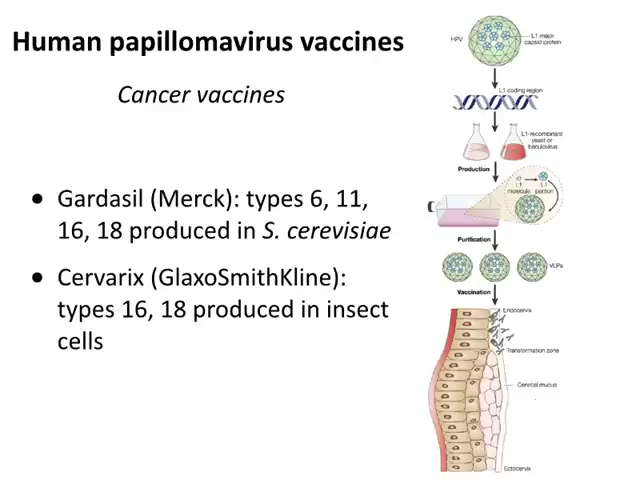 Human papillomavirus vaccines
Cancer vaccines
• Gardasil (Merck): types 6, 11,
16, 18 produced in S. cerevisiae
• Cervarix (GlaxoSmithKline):
types 16, 18 produced in insect
cells
HPV
L1 major
capsid protein
L1 coding region
L1-recombinant
yeast or
baculovirus
Production
L1
molecule
L1
Purification
VLPs
Vaccination
Endocervix
Transformation zone
Cervical mucus
Ectocervix